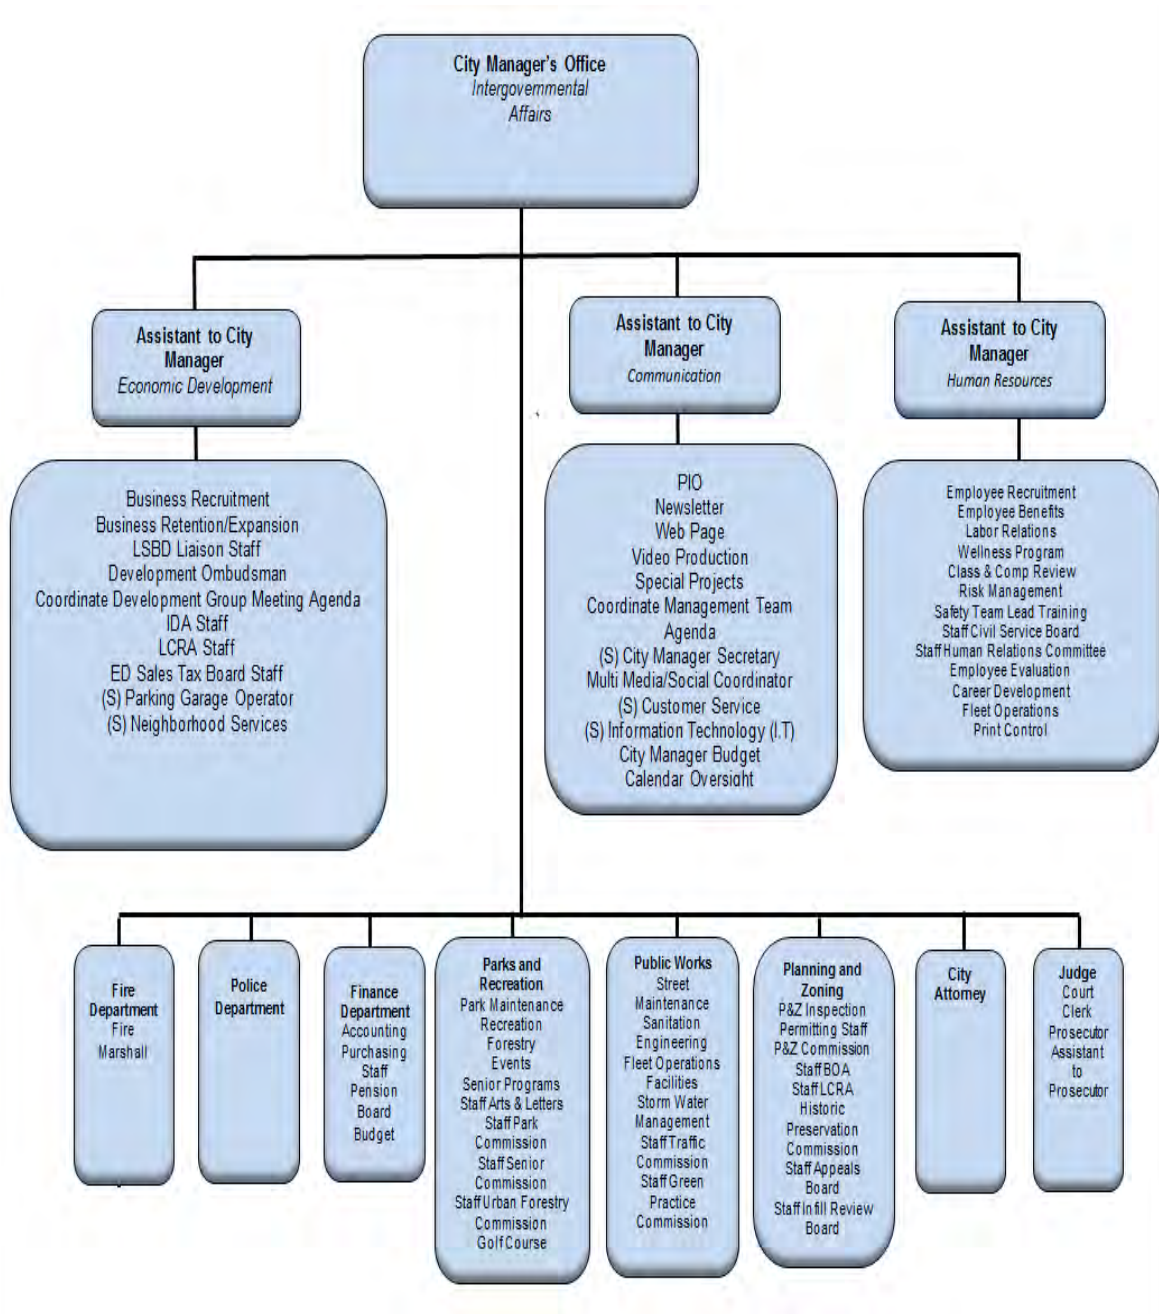 City Manager's Office
Intergovernmental
Affairs
Assistant to City
Manager
Economic Development
Assistant to City
Manager
Communication
Assistant to City
Manager
Human Resources
Business Recruitment
Business Retention/Expansion
LSBD Liaison Staff
Development Ombudsman
Coordinate Development Group Meeting Agenda
IDA Staff
LCRA Staff
ED Sales Tax Board Staff
(S) Parking Garage Operator
(S) Neighborhood Services
PIO
Newsletter
Web Page
Video Production
Special Projects
Coordinate Management Team
Agenda
(S) City Manager Secretary
Multi Media/Social Coordinator
(S) Customer Service
(S) Information Technology (I.T)
City Manager Budget
Calendar Oversight
Employee Recruitment
Employee Benefits
Labor Relations
Wellness Program
Class & Comp Review
Risk Management
Safety Team Lead Training
Staff Civil Service Board
Staff Human Relations Committee
Employee Evaluation
Career Development
Fleet Operations
Print Control
Fire
Department
Fire
Marshall
Police
Department
Finance
Department
Accounting
Purchasing
Staff
Pension
Board
Budget
Parks and
Recreation
Park Maintenance
Recreation
Forestry
Events
Senior Programs
Staff Arts & Letters
Staff Park
Commission
Staff Senior
Commission
Staff Urban Forestry
Commission
Golf Course
Public Works
Street
Maintenance
Sanitation
Engineering
Fleet Operations
Facilities
Storm Water
Management
Staff Traffic
Commission
Staff Green
Practice
Commission
Planning and
Zoning
P&Z Inspection
Permitting Staff
P&Z Commission
Staff BOA
Staff LCRA
Historic
Preservation
Commission
Staff Appeals
Board
Staff Infill Review
Board
City
Attorney
Judge
Court
Clerk
Prosecutor
Assistant
to
Prosecutor